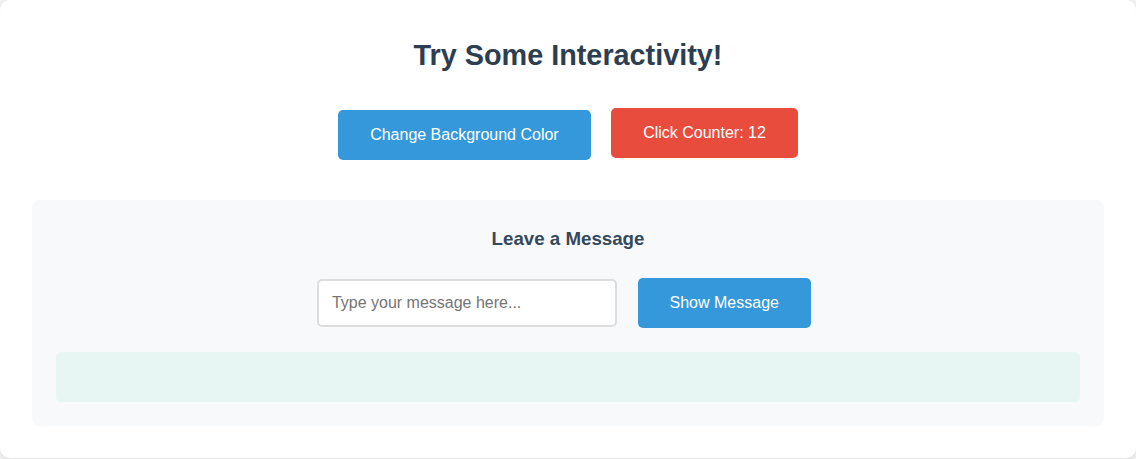 Try Some Interactivity!
Change Background Color
Click Counter: 12
Leave a Message
Type your message here...
Show Message